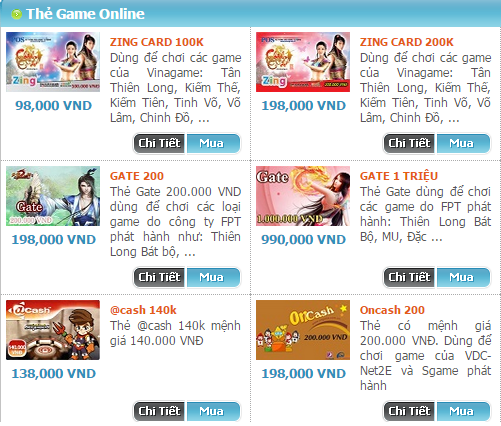 Thẻ Game Online
ZING CARD 100K
Dùng để chơi các game
của Vinagame: Tân
Thiên Long, Kiếm Thế,
Kiếm Tiên, Tinh Võ, Võ
Lâm, Chinh Đồ, ...
98,000 VND
Chi Tiết Mua
ZING CARD 200K
Dùng để chơi các game
của Vinagame: Tân
Thiên Long, Kiếm Thế,
Kiếm Tiên, Tinh Võ, Võ
Lâm, Chinh Đồ, ...
198,000 VND
Chi Tiết Mua
GATE 200
Thẻ Gate 200.000 VND
dùng để chơi các loại
game do công ty FPT
phát hành như: Thiên
Long Bát bộ, ...
Gate
200.000 VND
198,000 VND
Chi Tiết Mua
GATE 1 TRIỆU
Thẻ Gate dùng để chơi
các game do FPT phát
hành: Thiên Long Bát
Bộ, MU, Đặc ...
Gate
1.000.000 VND
990,000 VND
Chi Tiết Mua
@cash 140k
Thẻ @cash 140k mệnh
giá 140.000 VNĐ
@Cash
140.000
138,000 VND
Chi Tiết Mua
Oncash 200
Thẻ có mệnh giá
200.000 VNĐ. Dùng để
chơi game của VDC-
Net2E và Sgame phát
hành
OnCash
200.000 VNĐ
198,000 VND
Chi Tiết Mua